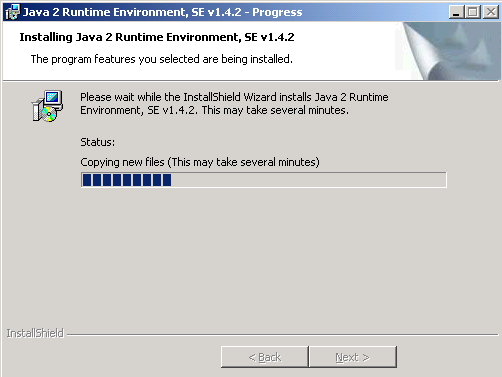 Java 2 Runtime Environment, SE v1.4.2 - Progress
Installing Java 2 Runtime Environment, SE v1.4.2
The program features you selected are being installed.
Please wait while the InstallShield Wizard installs Java 2 Runtime
Environment, SE v1.4.2. This may take several minutes.
Status:
Copying new files (This may take several minutes)
InstallShield
< Back
Next >